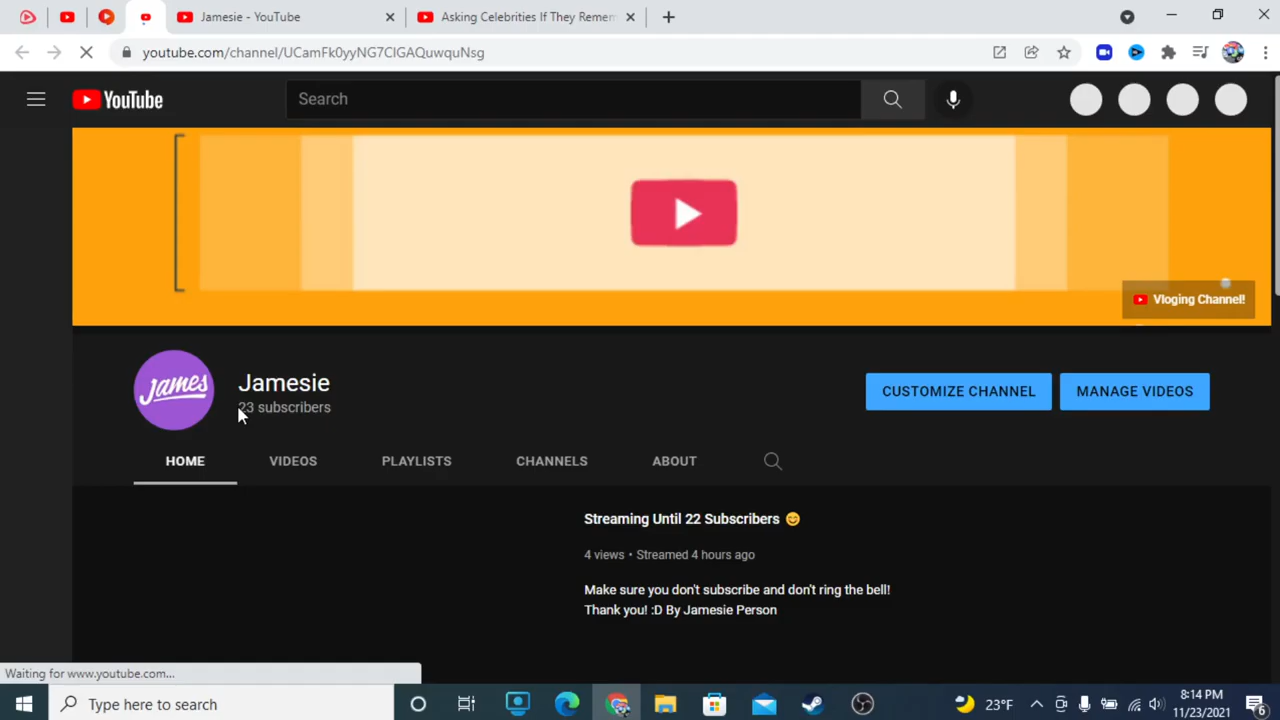 Jamesie - YouTube
Asking Celebrities If They Remem
youtube.com/channel/UCamFk0yyNG7ClGAQuwquNsg
YouTube
Search
Vloging Channel!
James
Jamesie
23 subscribers
CUSTOMIZE CHANNEL
MANAGE VIDEOS
HOME
VIDEOS
PLAYLISTS
CHANNELS
ABOUT
Streaming Until 22 Subscribers 😊
4 views • Streamed 4 hours ago
Make sure you don't subscribe and don't ring the bell!
Thank you! :D By Jamesie Person
Waiting for www.youtube.com...
Type here to search
23°F
8:14 PM
11/23/2021
6